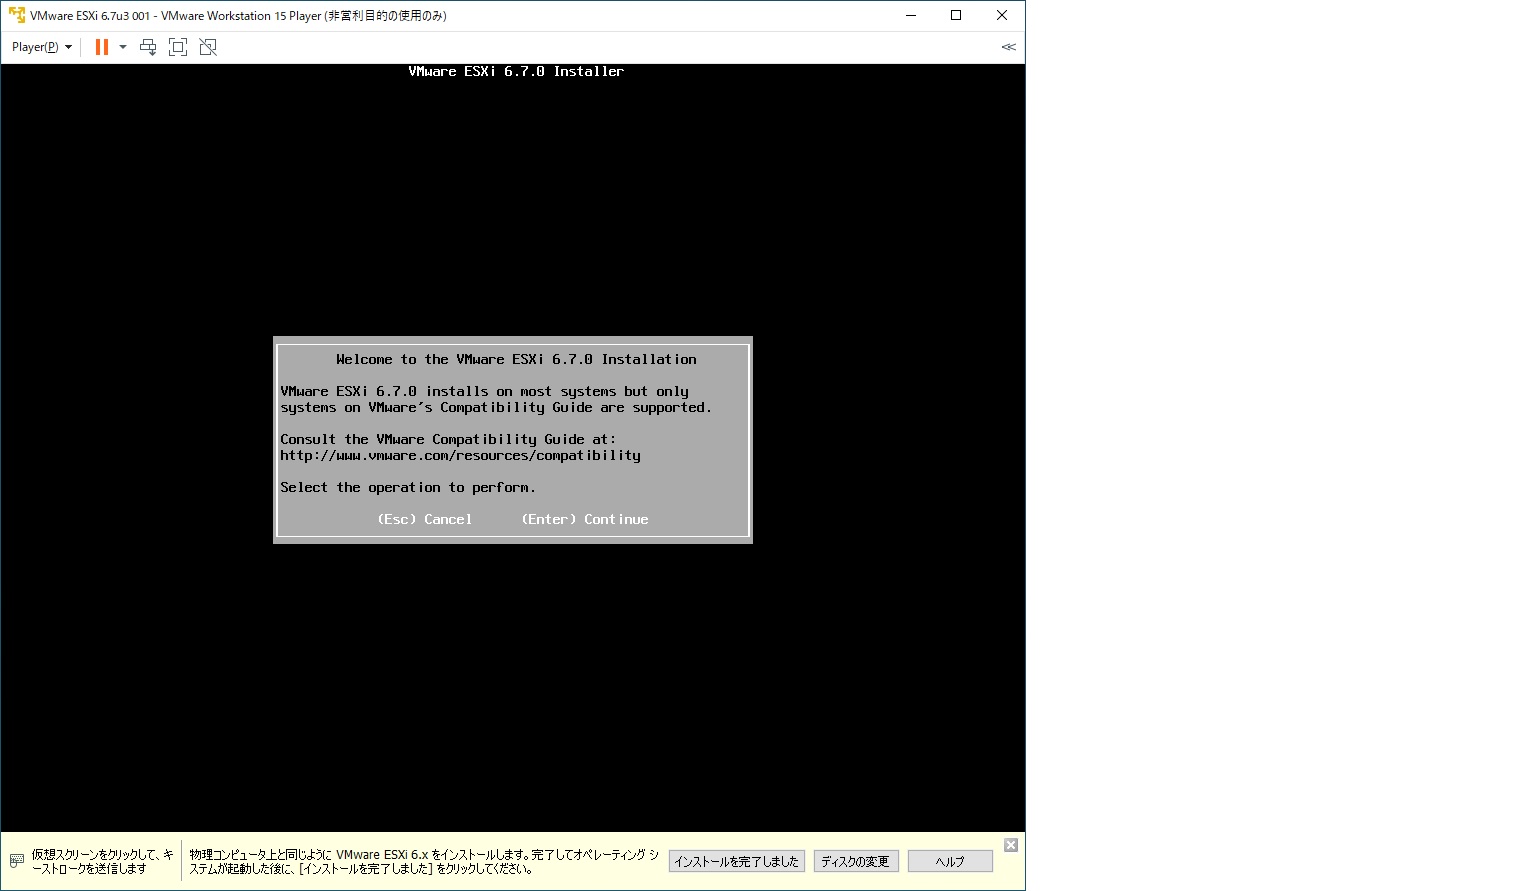 VMware ESXi 6.7u3 001 - VMware Workstation 15 Player (非営利目的の使用のみ)
Player(P)
VMware ESXi 6.7.0 Installer
Welcome to the VMware ESXi 6.7.0 Installation
VMware ESXi 6.7.0 installs on most systems but only
systems on VMware's Compatibility Guide are supported.
Consult the VMware Compatibility Guide at:
http://www.vmware.com/resources/compatibility
Select the operation to perform.
(Esc) Cancel (Enter) Continue
仮想スクリーンをクリックして、キ
ーストロークを送信します
物理コンピュータ上と同じように VMware ESXi 6.x をインストールします。完了してオペレーティング シ
ステムが起動した後に、[インストールを完了しました] をクリックしてください。
インストールを完了しました
ディスクの変更
ヘルプ